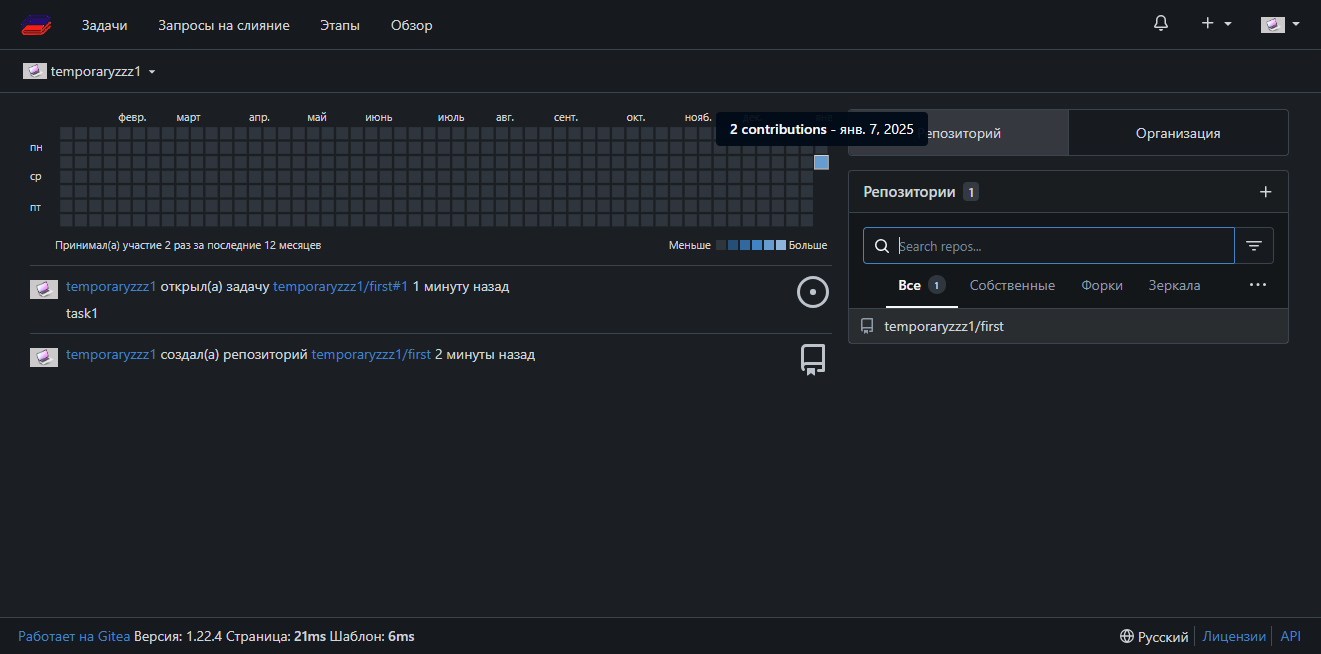 Задачи Запросы на слияние Этапы Обзор
temporaryzzz1
февр. март апр. май июнь июль авг. сент. окт. нояб.
2 contributions - янв. 7, 2025
пн
ср
пт
Принимал(а) участие 2 раз за последние 12 месяцев
Меньше Больше
temporaryzzz1 открыл(а) задачу temporaryzzz1/first#1 1 минуту назад
task1
temporaryzzz1 создал(а) репозиторий temporaryzzz1/first 2 минуты назад
епозиторий Организация
Репозитории 1
Search repos...
Все 1 Собственные Форки Зеркала
temporaryzzz1/first
Работает на Gitea Версия: 1.22.4 Страница: 21ms Шаблон: 6ms
Русский Лицензии API